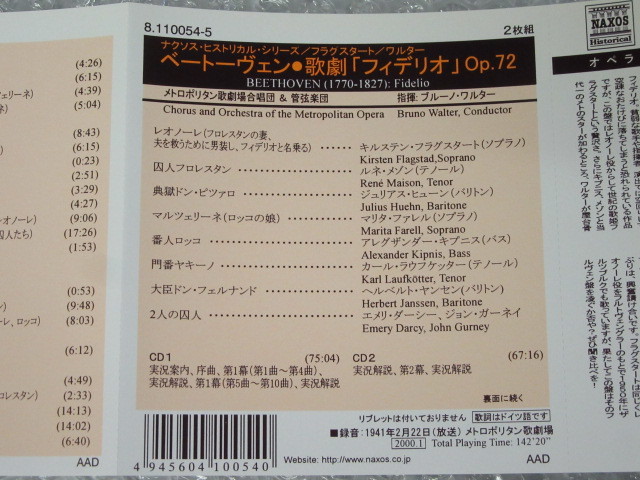 8.110054-5
2枚組
ナクソス・ヒストリカル・シリーズ/フラグスタート/ワルター
ベートーヴェン●歌劇「フィデリオ」Op.72
BEETHOVEN (1770-1827): Fidelio
メトロポリタン歌劇場合唱団 & 管弦楽団
指揮: ブルーノ・ワルター
Chorus and Orchestra of the Metropolitan Opera
Bruno Walter, Conductor
レオノーレ(フロレスタンの妻、
夫を救うために男装し、フィデリオと名乗る)・・・・キルステン・フラグスタート(ソプラノ)
Kirsten Flagstad,Soprano
囚人フロレスタン・・・・・・・・・・・・ルネ・メゾン(テノール)
René Maison, Tenor
典獄ドン・ピツァロ・・・・・・・・・・・・ジュリアス・ヒューン(バリトン)
Julius Huehn, Baritone
マルツェリーネ(ロッコの娘)・・・・・・・・マリタ・ファレル(ソプラノ)
Marita Farell, Soprano
番人ロッコ・・・・・・・・・・・・アレグザンダー・キプニス(バス)
Alexander Kipnis, Bass
門番ヤキーノ・・・・・・・・・・・・カール・ラウフケッター(テノール)
Karl Laufkötter, Tenor
大臣ドン・フェルナンド・・・・・・・・・・・・ヘルベルト・ヤンセン(バリトン)
Herbert Janssen, Baritone
2人の囚人・・・・・・・・・・・・エメリ・ダーシー、ジョン・ガーネイ
Emery Darcy, John Gurney
CD1
(75:04)
実況案内、序曲、第1幕(第1曲〜第4曲)、
実況解説、第1幕(第5曲〜第10曲)、実況解説
CD2
(67:16)
実況解説、第2幕、実況解説
裏面に続く
リブレットは付いておりません
歌詞はドイツ語です
■録音:1941年2月22日(放送)メトロポリタン歌劇場
2000.1
Total Playing Time: 142'20"
4 945604 100540
Website: http://www.naxos.co.jp
AAD
(4:26)
(6:15)
(4:39)
(5:04)
(8:43)
(6:15)
(0:23)
(2:51)
(3:29)
(4:27)
(9:06)
(17:26)
(1:53)
(0:53)
(9:48)
(8:03)
(6:12)
(4:49)
(2:33)
(14:13)
(14:02)
(6:40)
AAD
NAXOS
Historical
オペラ